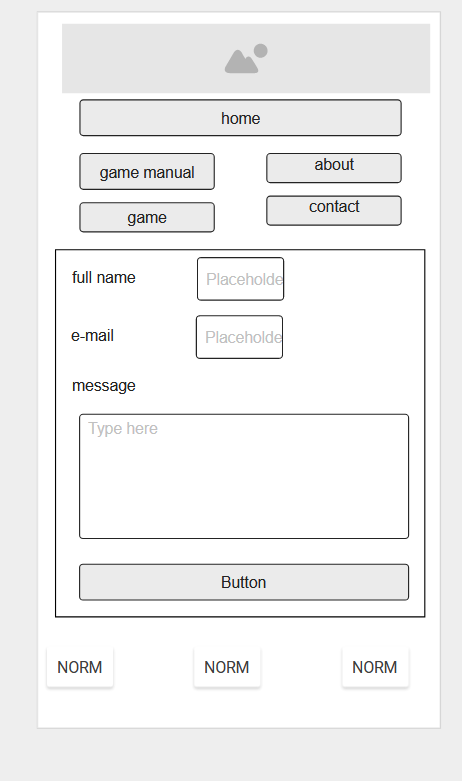 home
game manual
about
game
contact
full name
Placeholde
e-mail
Placeholde
message
Type here
Button
NORM
NORM
NORM